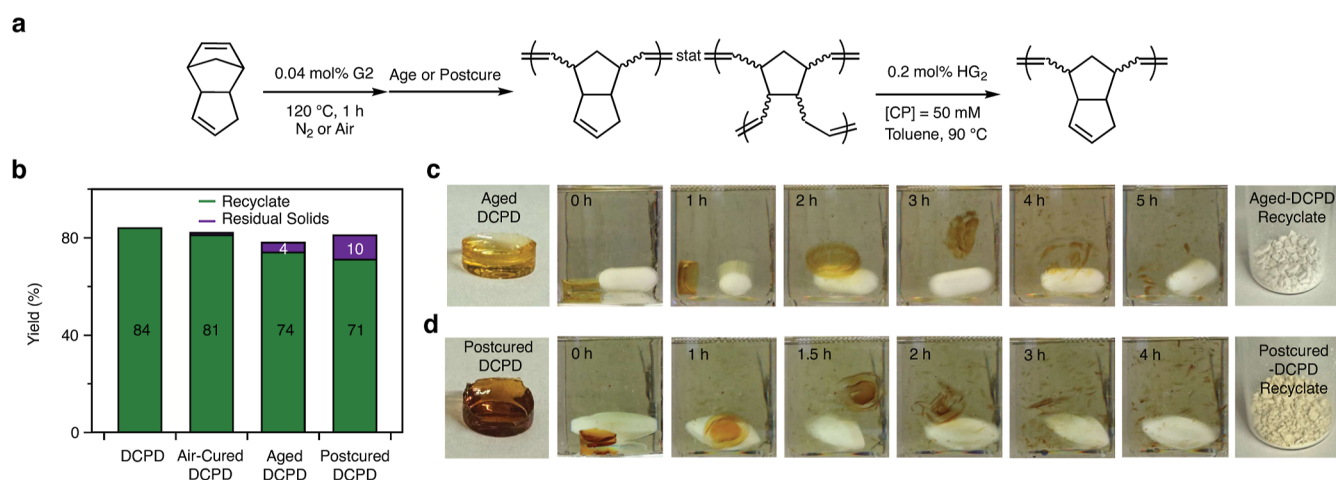 a
0.04 mol% G2
120 °C, 1 h
N2 or Air
Age or Postcure
stat
0.2 mol% HG2
[CP] = 50 mM
Toluene, 90 °C
b
Yield (%)
80
40
0
Recyclate
Residual Solids
84
81
4
74
10
71
DCPD
Air-Cured
DCPD
Aged
DCPD
Postcured
DCPD
c
Aged
DCPD
0 h
1 h
2 h
3 h
4 h
5 h
Aged-DCPD
Recyclate
d
Postcured
DCPD
0 h
1 h
1.5 h
2 h
3 h
4 h
Postcured
-DCPD
Recyclate